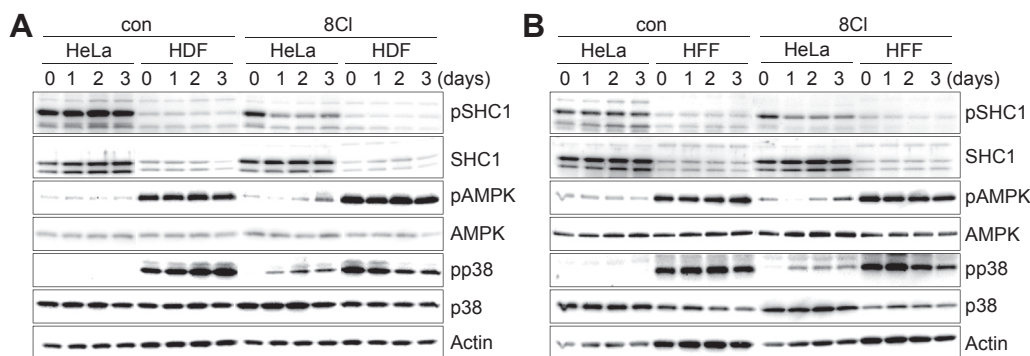 A
con 8Cl
HeLa HDF HeLa HDF
0 1 2 3 0 1 2 3 0 1 2 3 0 1 2 3 (days)
pSHC1
SHC1
pAMPK
AMPK
pp38
p38
Actin
B
con 8Cl
HeLa HFF HeLa HFF
0 1 2 3 0 1 2 3 0 1 2 3 0 1 2 3 (days)
pSHC1
SHC1
pAMPK
AMPK
pp38
p38
Actin